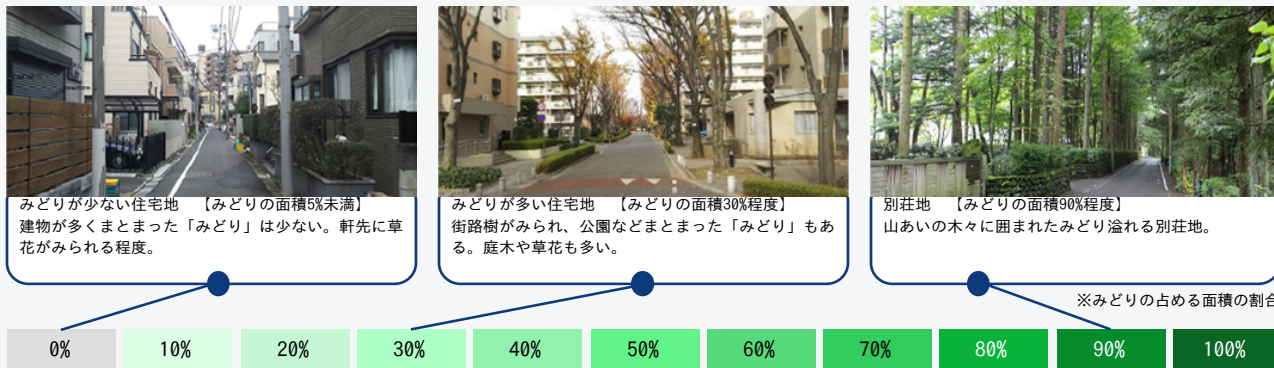 みどりが少ない住宅地　【みどりの面積5%未満】
建物が多くまとまった「みどり」は少ない。軒先に草
花がみられる程度。
みどりが多い住宅地　【みどりの面積30%程度】
街路樹がみられ、公園などまとまった「みどり」もあ
る。庭木や草花も多い。
別荘地　【みどりの面積90%程度】
山あいの木々に囲まれたみどり溢れる別荘地。
※みどりの占める面積の割合
0%
10%
20%
30%
40%
50%
60%
70%
80%
90%
100%